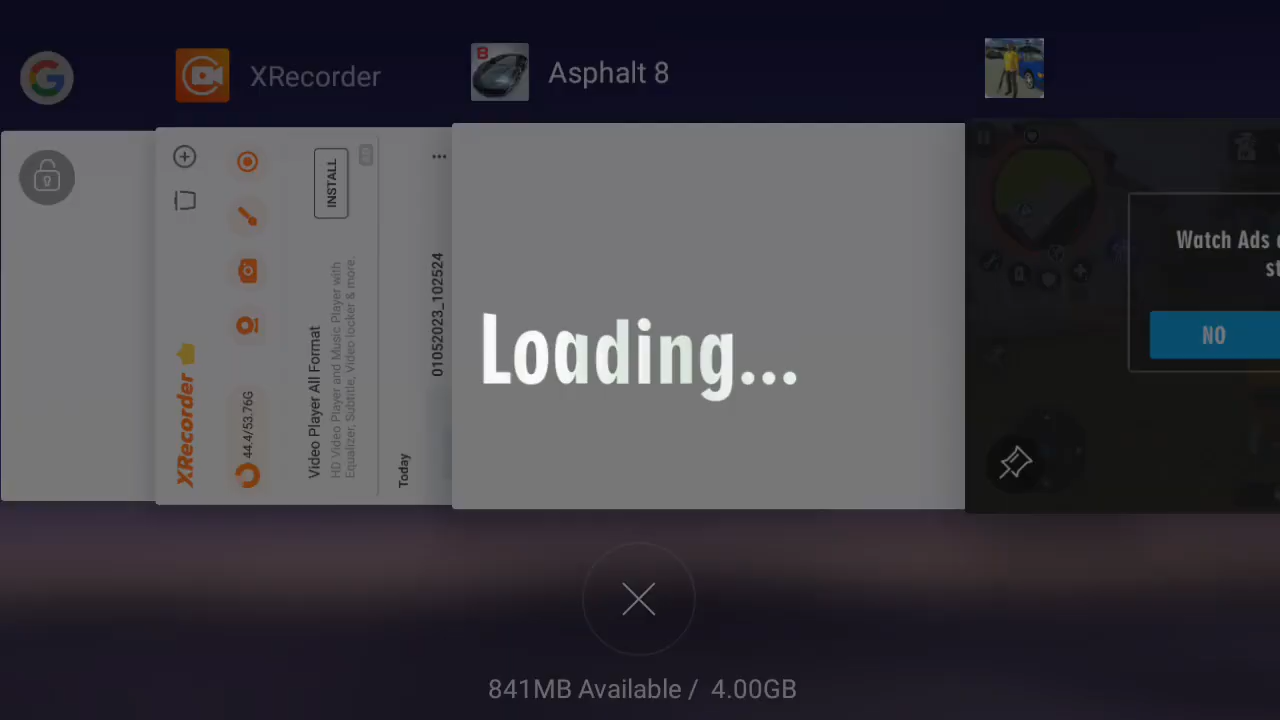 XRecorder
Asphalt 8
INSTALL
AD
XRecorder
44.4/53.76G
Video Player All Format
HD Video Player and Music Player with
Equalizer, Subtitle, Video locker & more.
Today
01052023_102524
Loading...
Watch Ads
NO
841MB Available / 4.00GB